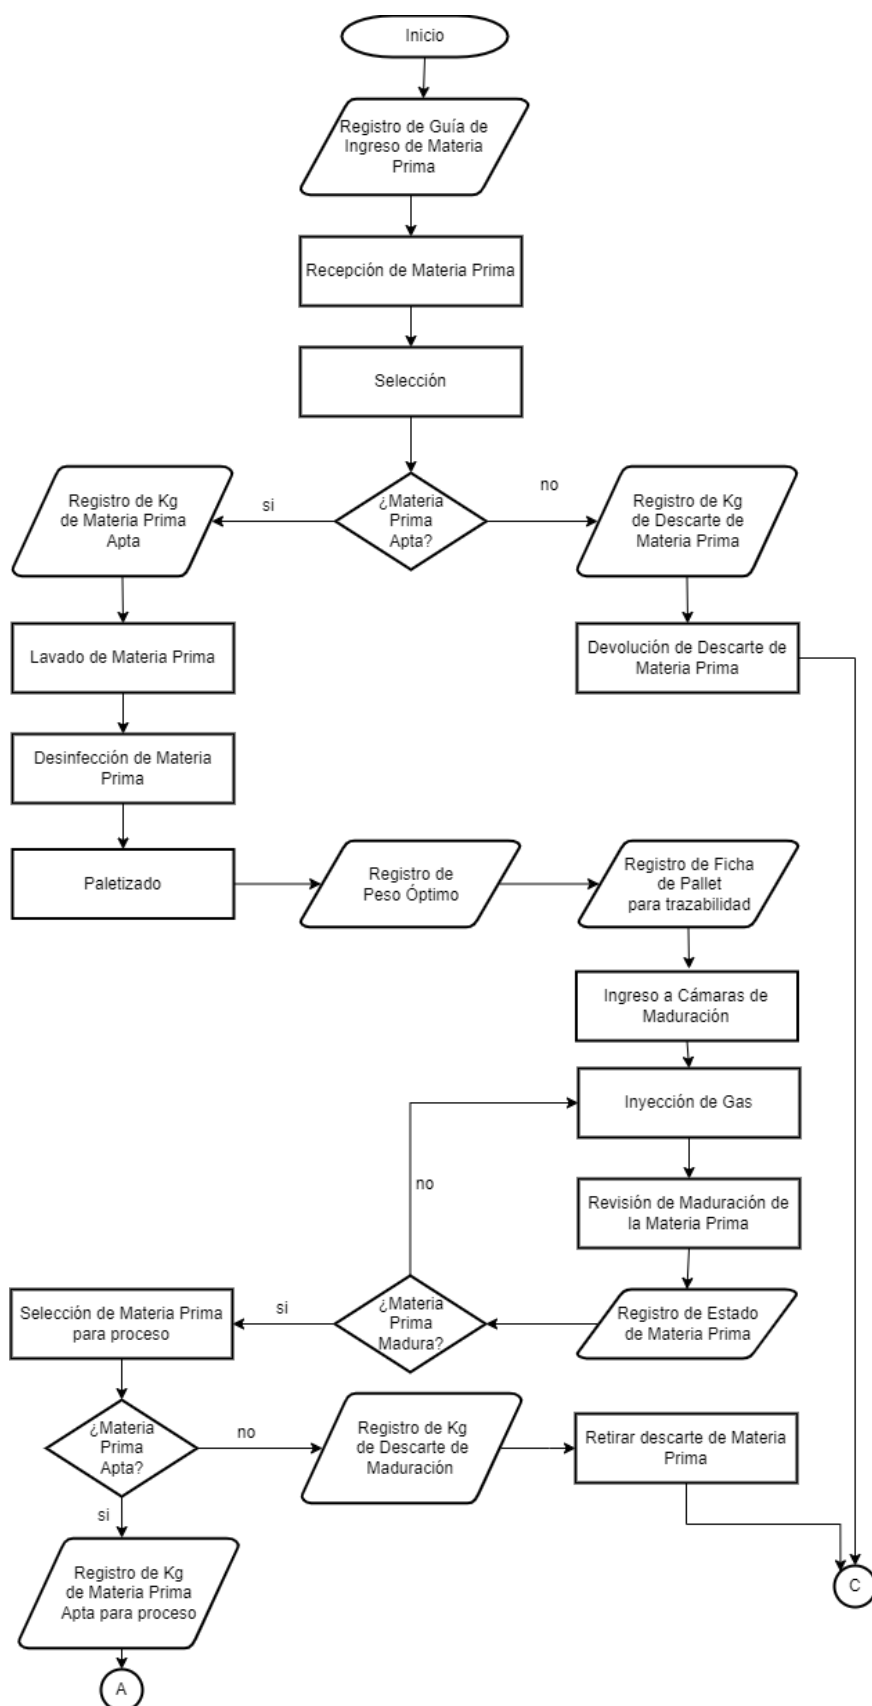 Inicio
Registro de Guía de
Ingreso de Materia
Prima
Recepción de Materia Prima
Selección
¿Materia
Prima
Apta?
si
no
Registro de Kg
de Materia Prima
Apta
Registro de Kg
de Descarte de
Materia Prima
Lavado de Materia Prima
Devolución de Descarte de
Materia Prima
Desinfección de Materia
Prima
Paletizado
Registro de
Peso Óptimo
Registro de Ficha
de Pallet
para trazabilidad
Ingreso a Cámaras de
Maduración
Inyección de Gas
no
Revisión de Maduración de
la Materia Prima
Registro de Estado
de Materia Prima
¿Materia
Prima
Madura?
si
Selección de Materia Prima
para proceso
¿Materia
Prima
Apta?
no
Registro de Kg
de Descarte de
Maduración
Retirar descarte de Materia
Prima
si
Registro de Kg
de Materia Prima
Apta para proceso
C
A